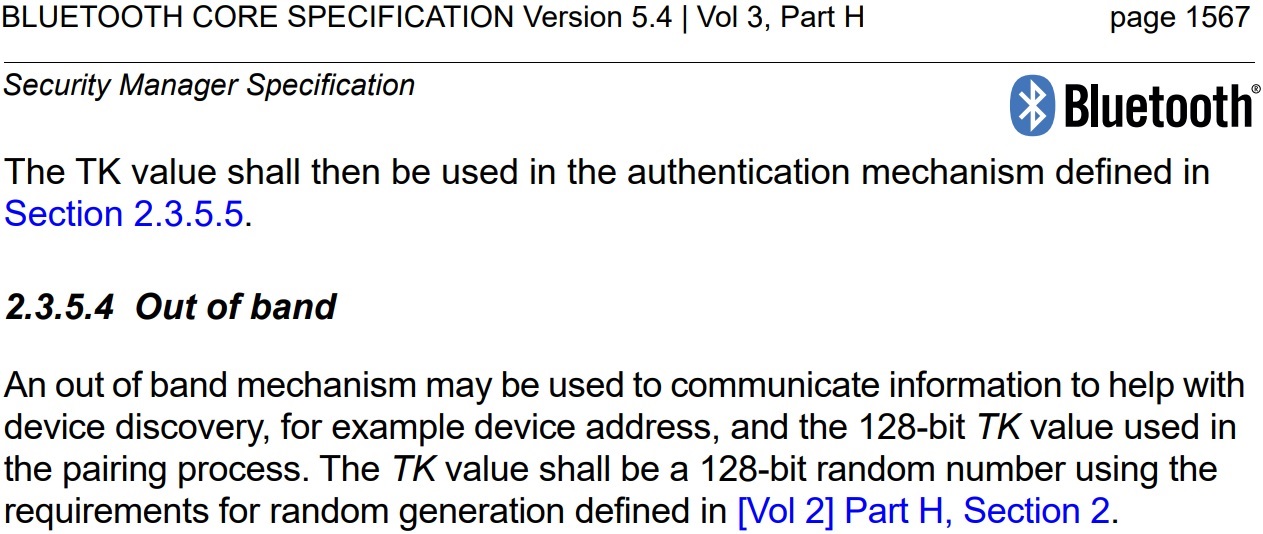 BLUETOOTH CORE SPECIFICATION Version 5.4 | Vol 3, Part H page 1567
Security Manager Specification
Bluetooth®
The TK value shall then be used in the authentication mechanism defined in
Section 2.3.5.5.
2.3.5.4 Out of band
An out of band mechanism may be used to communicate information to help with
device discovery, for example device address, and the 128-bit TK value used in
the pairing process. The TK value shall be a 128-bit random number using the
requirements for random generation defined in [Vol 2] Part H, Section 2.